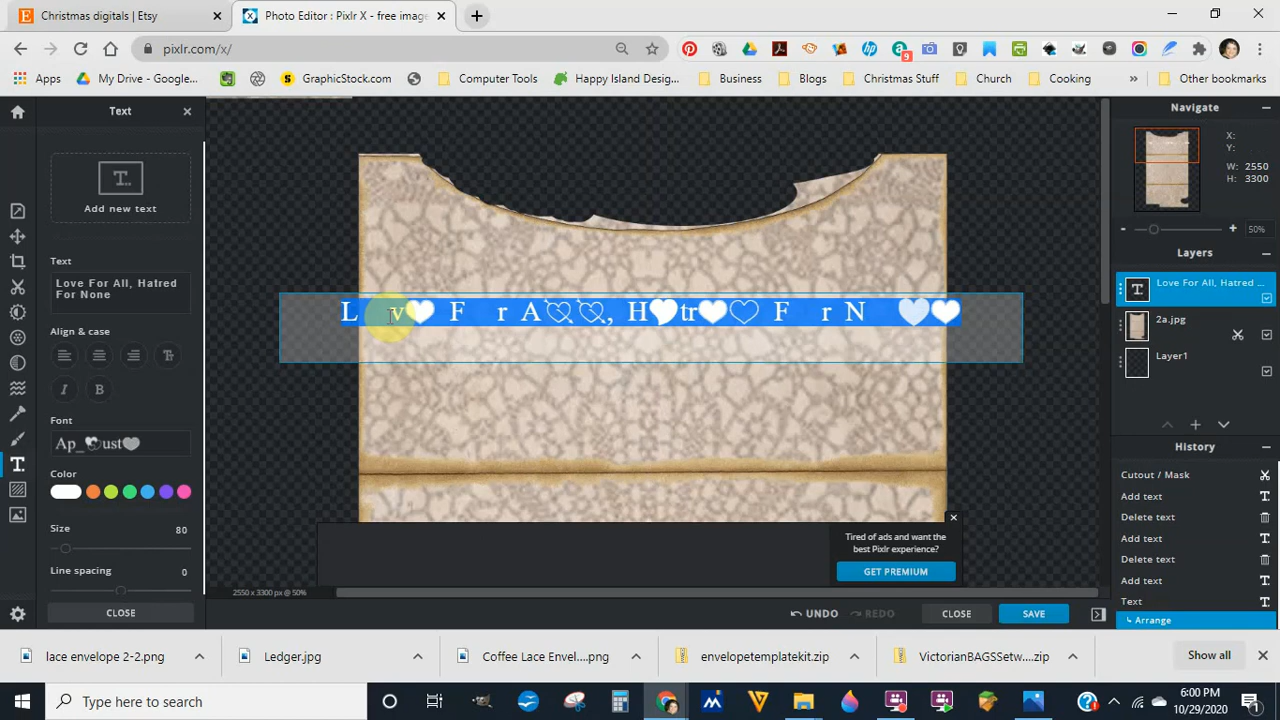 Christmas digitals | Etsy
Photo Editor : Pixlr X - free image
pixlr.com/x/
9
Apps
My Drive - Google...
GraphicStock.com
Computer Tools
Happy Island Desig...
Business
Blogs
Christmas Stuff
Church
Cooking
»
Other bookmarks
Text
Add new text
Text
Love For All, Hatred
For None
Align & case
Font
Color
Size
80
Line spacing
0
CLOSE
Navigate
X:
Y:
W: 2550
H: 3300
50%
Layers
Love For All, Hatred ...
2a.jpg
Layer1
History
Cutout / Mask
Add text
Delete text
Add text
Delete text
Add text
Text
Arrange
Tired of ads and want the
best Pixlr experience?
GET PREMIUM
2550 x 3300 px @ 50%
UNDO
REDO
CLOSE
SAVE
lace envelope 2-2.png
Ledger.jpg
Coffee Lace Envel....png
envelopetemplatekit.zip
VictorianBAGSSetw....zip
Show all
Type here to search
6:00 PM
10/29/2020